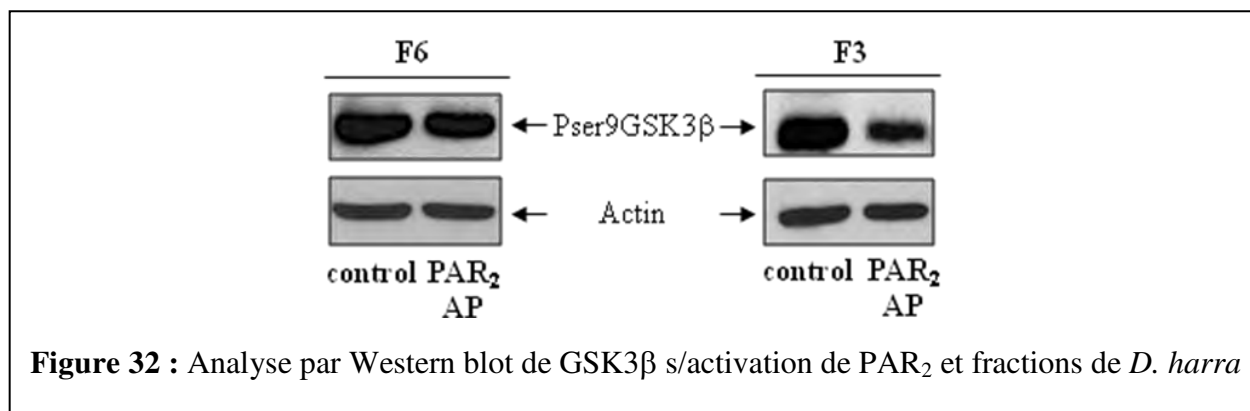 F6 F3
← Pser9GSK3β →
← Actin →
control PAR₂ control PAR₂
AP AP
Figure 32 : Analyse par Western blot de GSK3β s/activation de PAR₂ et fractions de D. harra